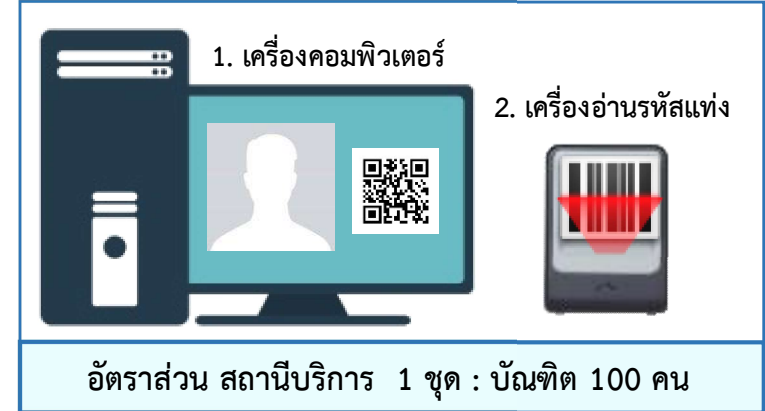 1. เครื่องคอมพิวเตอร์
2. เครื่องอ่านรหัสแท่ง
อัตราส่วน สถานีบริการ 1 ชุด : บัณฑิต 100 คน